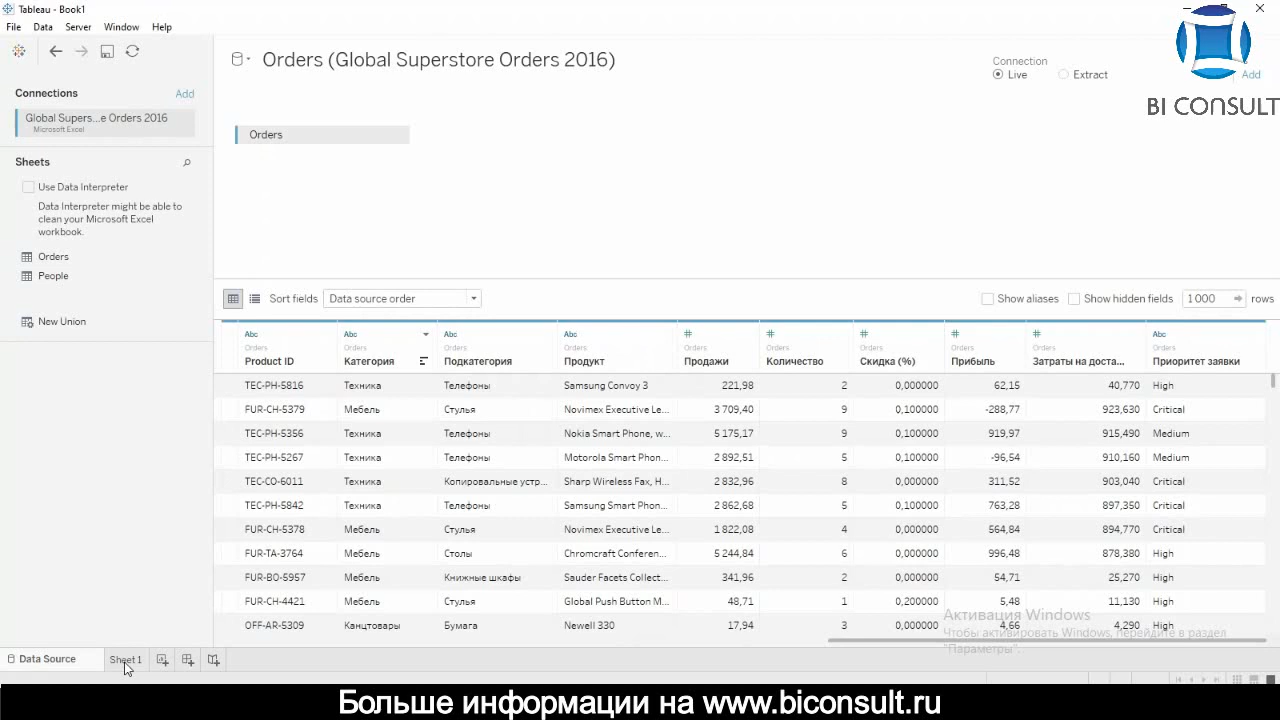 Tableau - Book1
File Data Server Window Help
BI CONSULT
Connections Add
Global Supers...e Orders 2016
Microsoft Excel
Sheets
Use Data Interpreter
Data Interpreter might be able to
clean your Microsoft Excel
workbook.
Orders
People
New Union
Orders (Global Superstore Orders 2016)
Connection
Live Extract
Add
Orders
Sort fields Data source order Show aliases Show hidden fields 1 000 rows
Abc Abc Abc Abc # # # # # Abc
Orders Orders Orders Orders Orders Orders Orders Orders Orders Orders
Product ID Категория Подкатегория Продукт Продажи Количество Скидка (%) Прибыль Затраты на доста... Приоритет заявки
TEC-PH-5816 Техника Телефоны Samsung Convoy 3 221,98 2 0,000000 62,15 40,770 High
FUR-CH-5379 Мебель Стулья Novimex Executive Le... 3 709,40 9 0,100000 -288,77 923,630 Critical
TEC-PH-5356 Техника Телефоны Nokia Smart Phone, w... 5 175,17 9 0,100000 919,97 915,490 Medium
TEC-PH-5267 Техника Телефоны Motorola Smart Phon... 2 892,51 5 0,100000 -96,54 910,160 Medium
TEC-CO-6011 Техника Копировальные устр... Sharp Wireless Fax, H... 2 832,96 8 0,000000 311,52 903,040 Critical
TEC-PH-5842 Техника Телефоны Samsung Smart Phon... 2 862,68 5 0,000000 763,28 897,350 Critical
FUR-CH-5378 Мебель Стулья Novimex Executive Le... 1 822,08 4 0,000000 564,84 894,770 Critical
FUR-TA-3764 Мебель Столы Chromcraft Conferen... 5 244,84 6 0,000000 996,48 878,380 High
FUR-BO-5957 Мебель Книжные шкафы Sauder Facets Collect... 341,96 2 0,000000 54,71 25,270 High
FUR-CH-4421 Мебель Стулья Global Push Button M... 48,71 1 0,200000 5,48 11,130 High
OFF-AR-5309 Канцтовары Бумага Newell 330 17,94 3 0,000000 4,66 4,290 High
Активация Windows
Чтобы активировать Windows, перейдите в раздел
"Параметры".
Data Source Sheet 1
Больше информации на www.biconsult.ru